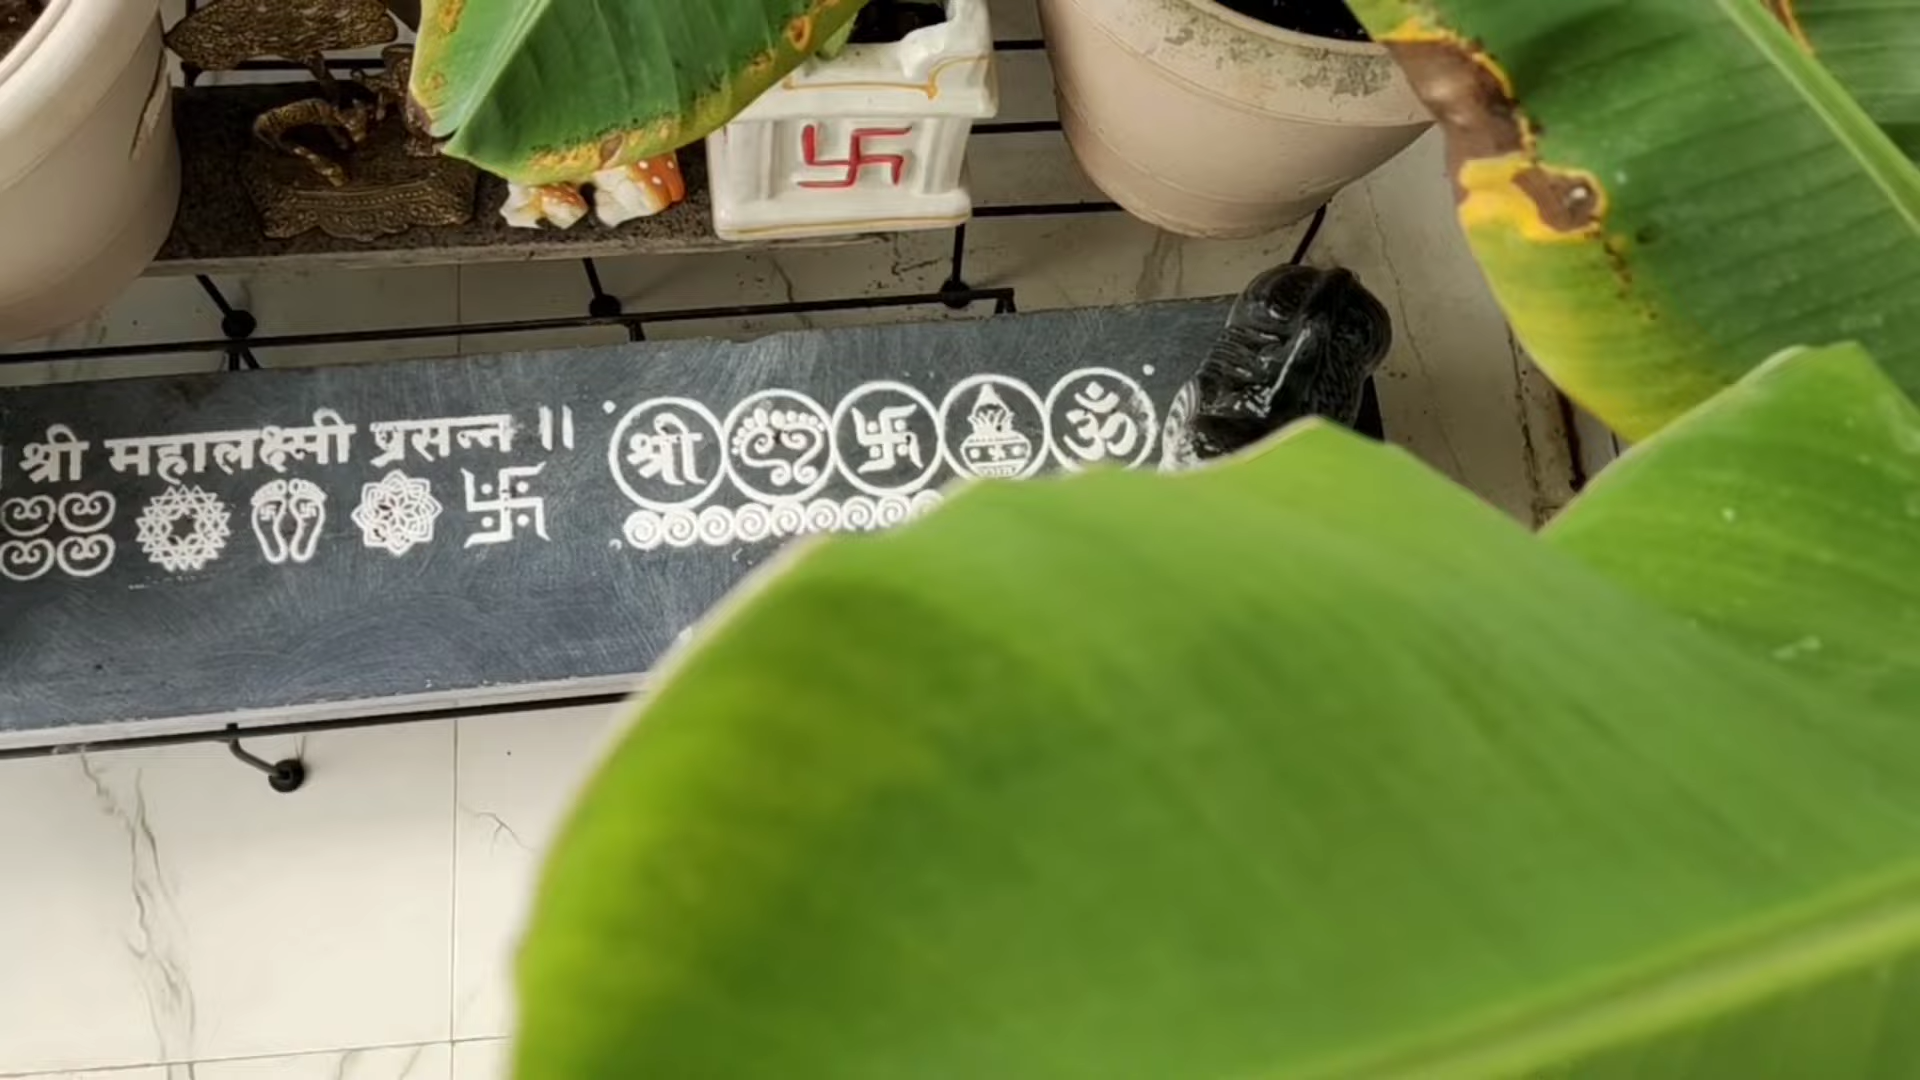 । श्री महालक्ष्मी प्रसन्न ॥
श्री ॐ